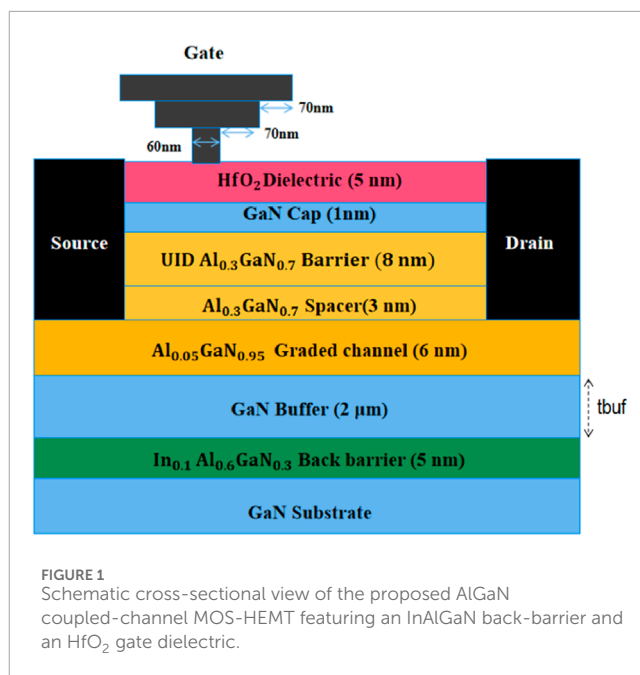 Gate
70nm
70nm
60nm
HfO₂ Dielectric (5 nm)
GaN Cap (1nm)
Source
UID Al₀.₃GaN₀.₇ Barrier (8 nm)
Drain
Al₀.₃GaN₀.₇ Spacer(3 nm)
Al₀.₀₅GaN₀.₉₅ Graded channel (6 nm)
GaN Buffer (2 μm)
tbuf
In₀.₁ Al₀.₆GaN₀.₃ Back barrier (5 nm)
GaN Substrate
FIGURE 1
Schematic cross-sectional view of the proposed AlGaN
coupled-channel MOS-HEMT featuring an InAlGaN back-barrier and
an HfO₂ gate dielectric.